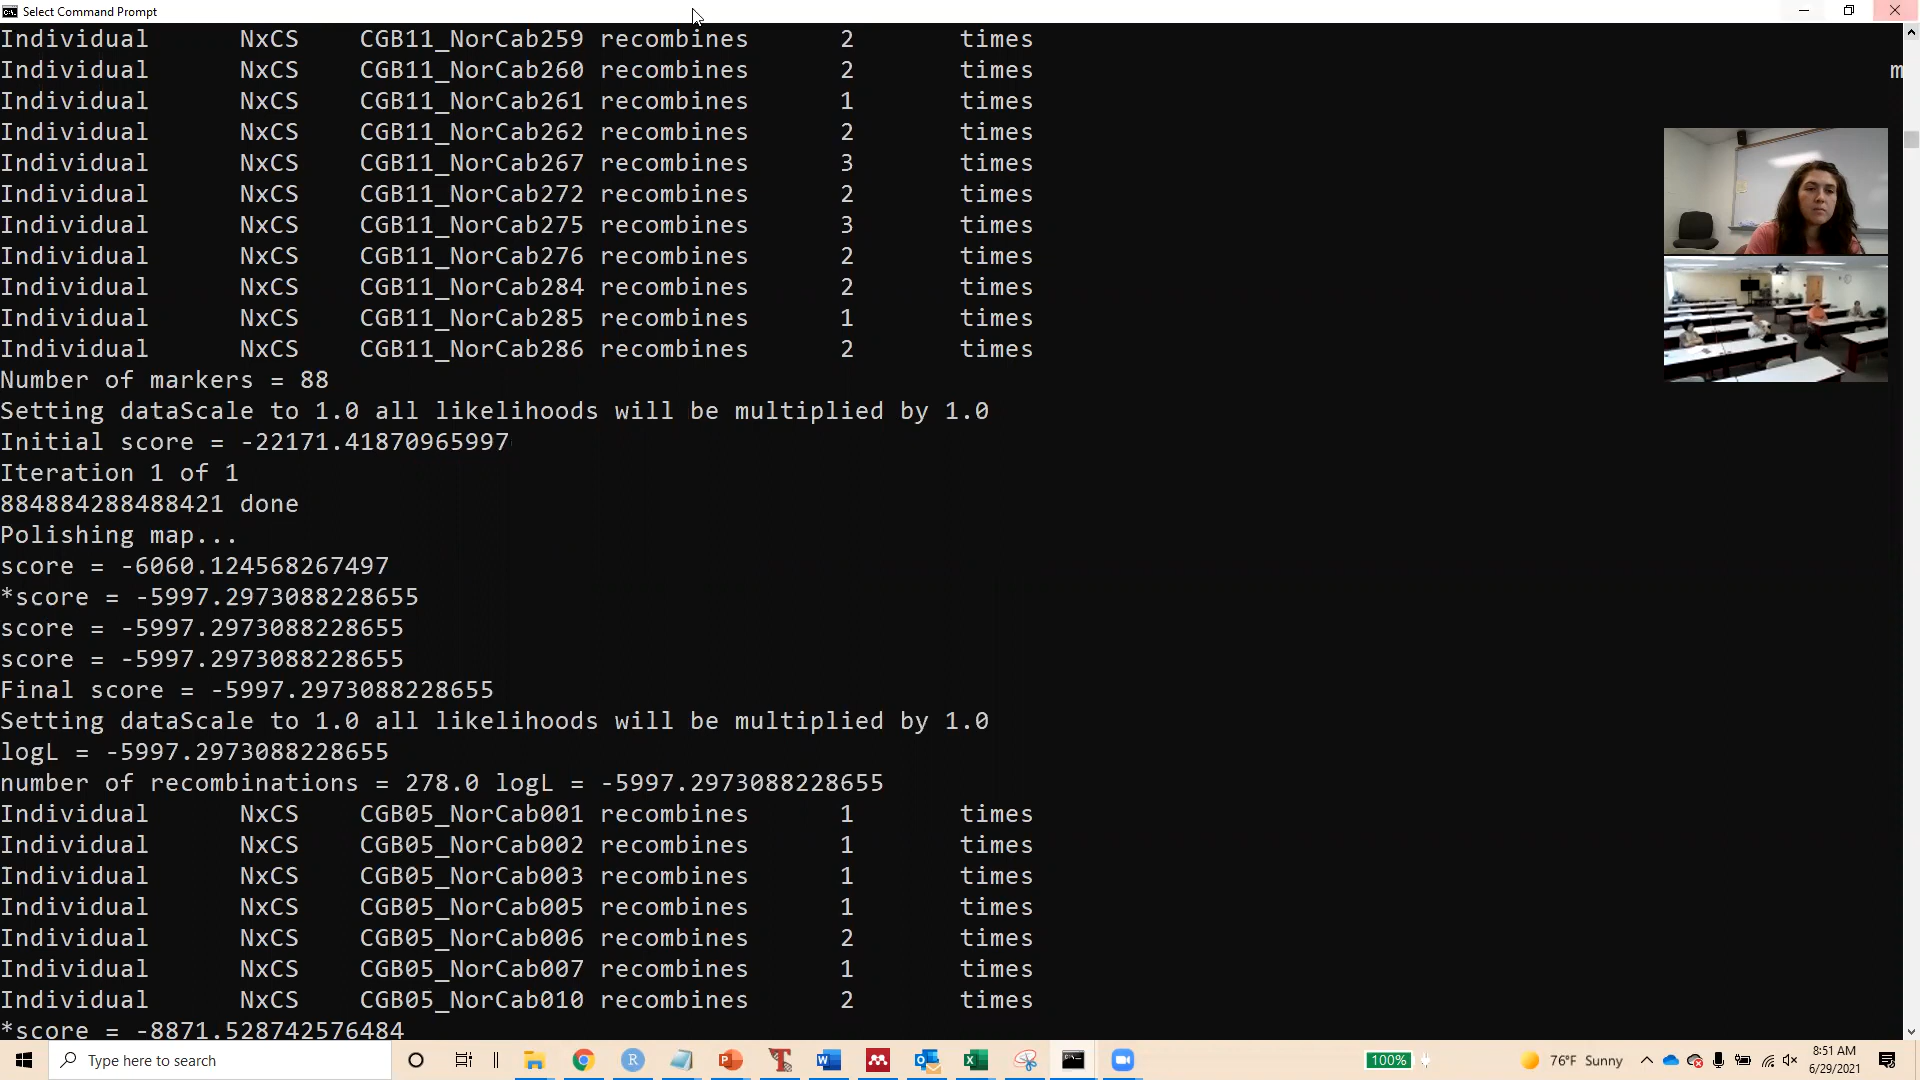 Select Command Prompt
Individual NxCS CGB11_NorCab259 recombines 2 times
Individual NxCS CGB11_NorCab260 recombines 2 times m
Individual NxCS CGB11_NorCab261 recombines 1 times
Individual NxCS CGB11_NorCab262 recombines 2 times
Individual NxCS CGB11_NorCab267 recombines 3 times
Individual NxCS CGB11_NorCab272 recombines 2 times
Individual NxCS CGB11_NorCab275 recombines 3 times
Individual NxCS CGB11_NorCab276 recombines 2 times
Individual NxCS CGB11_NorCab284 recombines 2 times
Individual NxCS CGB11_NorCab285 recombines 1 times
Individual NxCS CGB11_NorCab286 recombines 2 times
Number of markers = 88
Setting dataScale to 1.0 all likelihoods will be multiplied by 1.0
Initial score = -22171.41870965997
Iteration 1 of 1
884884288488421 done
Polishing map...
score = -6060.124568267497
*score = -5997.2973088228655
score = -5997.2973088228655
score = -5997.2973088228655
Final score = -5997.2973088228655
Setting dataScale to 1.0 all likelihoods will be multiplied by 1.0
logL = -5997.2973088228655
number of recombinations = 278.0 logL = -5997.2973088228655
Individual NxCS CGB05_NorCab001 recombines 1 times
Individual NxCS CGB05_NorCab002 recombines 1 times
Individual NxCS CGB05_NorCab003 recombines 1 times
Individual NxCS CGB05_NorCab005 recombines 1 times
Individual NxCS CGB05_NorCab006 recombines 2 times
Individual NxCS CGB05_NorCab007 recombines 1 times
Individual NxCS CGB05_NorCab010 recombines 2 times
*score = -8871.528742576484
Type here to search
100%
76°F Sunny
8:51 AM
6/29/2021